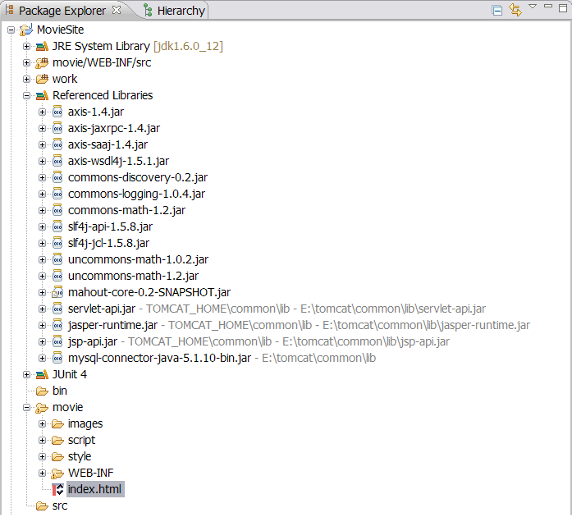 Package Explorer Hierarchy
MovieSite
JRE System Library [jdk1.6.0_12]
movie/WEB-INF/src
work
Referenced Libraries
axis-1.4.jar
axis-jaxrpc-1.4.jar
axis-saaj-1.4.jar
axis-wsdl4j-1.5.1.jar
commons-discovery-0.2.jar
commons-logging-1.0.4.jar
commons-math-1.2.jar
slf4j-api-1.5.8.jar
slf4j-jcl-1.5.8.jar
uncommons-math-1.0.2.jar
uncommons-math-1.2.jar
mahout-core-0.2-SNAPSHOT.jar
servlet-api.jar - TOMCAT_HOME\common\lib - E:\tomcat\common\lib\servlet-api.jar
jasper-runtime.jar - TOMCAT_HOME\common\lib - E:\tomcat\common\lib\jasper-runtime.jar
jsp-api.jar - TOMCAT_HOME\common\lib - E:\tomcat\common\lib\jsp-api.jar
mysql-connector-java-5.1.10-bin.jar - E:\tomcat\common\lib
JUnit 4
bin
movie
images
script
style
WEB-INF
index.html
src